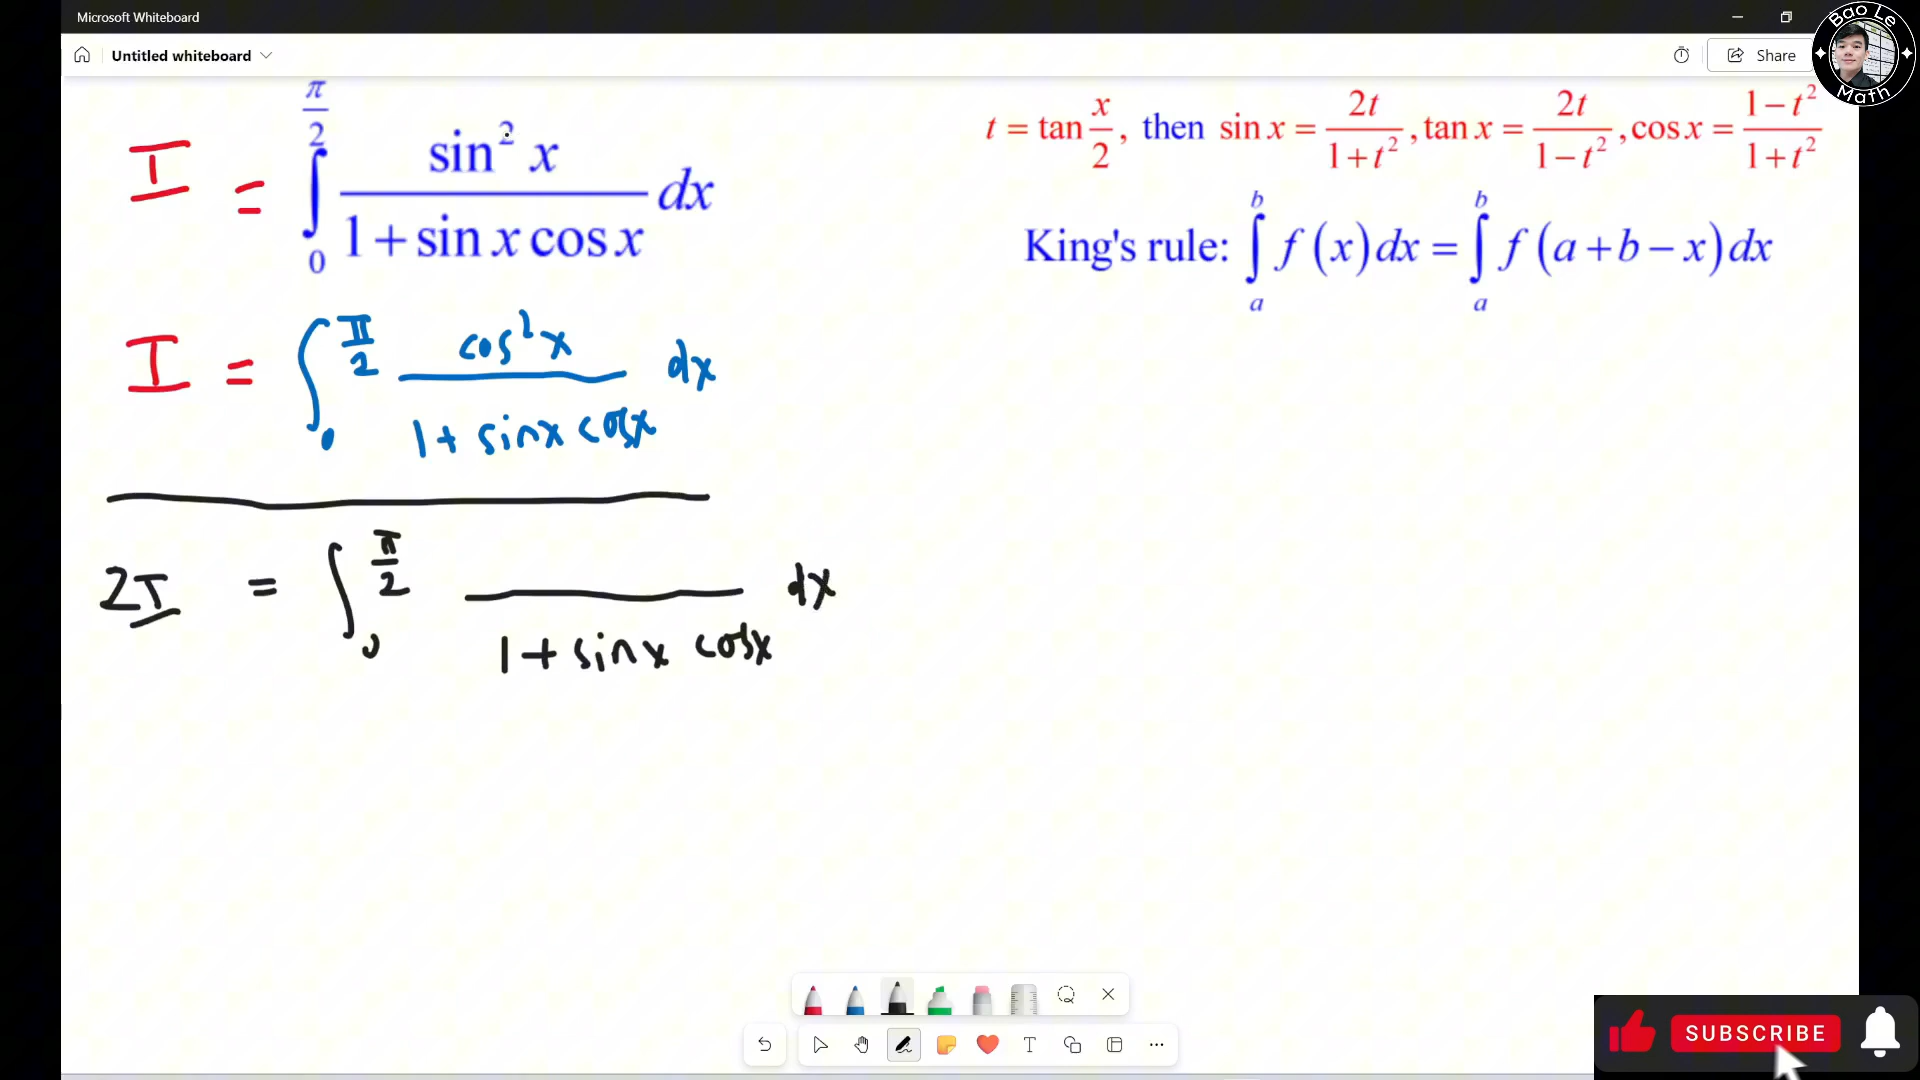 Microsoft Whiteboard
Untitled whiteboard
Share
Bao Le Math
I = ∫_0^{π/2} sin² x / (1 + sin x cos x) dx
t = tan x/2, then sin x = 2t/(1+t²), tan x = 2t/(1−t²), cos x = (1−t²)/(1+t²)
King's rule: ∫_a^b f(x)dx = ∫_a^b f(a+b−x)dx
I = ∫_0^{π/2} cos²x / (1 + sinx cosx) dx
2I = ∫_0^{π/2} / (1 + sinx cosx) dx
SUBSCRIBE